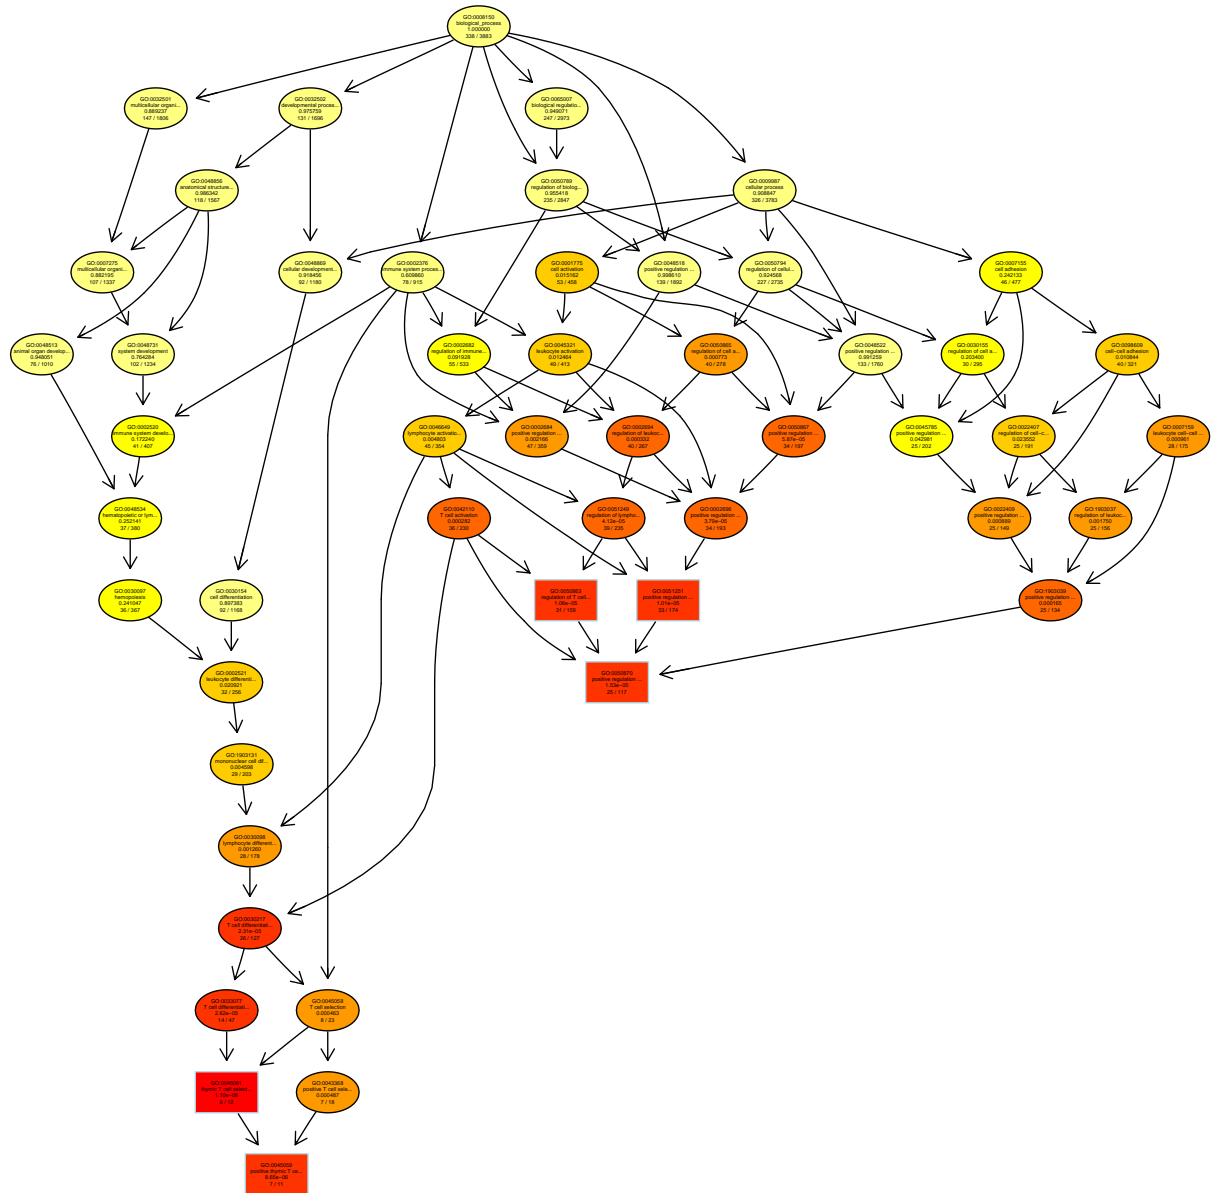 GO:0008150
biological_process
1.000000
338 / 3883
GO:0032501
multicellular organi...
0.889237
147 / 1806
GO:0032502
developmental proce...
0.975759
131 / 1696
GO:0065007
biological regulatio...
0.949071
247 / 2973
GO:0048856
anatomical structure...
0.986342
118 / 1567
GO:0050789
regulation of biolog...
0.955418
235 / 2847
GO:0009987
cellular process
0.908847
326 / 3783
GO:0007275
multicellular organi...
0.882195
107 / 1337
GO:0048869
cellular development...
0.918456
92 / 1180
GO:0002376
immune system proces...
0.609860
78 / 915
GO:0001775
cell activation
0.015162
53 / 458
GO:0048518
positive regulation ...
0.998610
139 / 1892
GO:0050794
regulation of cellul...
0.924568
227 / 2735
GO:0007155
cell adhesion
0.242133
46 / 477
GO:0048513
animal organ develop...
0.948051
76 / 1010
GO:0048731
system development
0.764284
102 / 1234
GO:0002682
regulation of immune...
0.091928
55 / 533
GO:0045321
leukocyte activation
0.012464
49 / 413
GO:0050865
regulation of cell a...
0.000773
40 / 278
GO:0048522
positive regulation ...
0.991259
133 / 1760
GO:0030155
regulation of cell a...
0.203400
30 / 295
GO:0098609
cell−cell adhesion
0.010844
40 / 321
GO:0002520
immune system develo...
0.172240
41 / 407
GO:0046649
lymphocyte activatio...
0.004803
45 / 354
GO:0002684
positive regulation ...
0.002166
47 / 359
GO:0002694
regulation of leukoc...
0.000332
40 / 267
GO:0050867
positive regulation ...
5.87e−05
34 / 197
GO:0045785
positive regulation ...
0.042981
25 / 202
GO:0022407
regulation of cell−c...
0.023552
25 / 191
GO:0007159
leukocyte cell−cell ...
0.000961
28 / 175
GO:0048534
hematopoietic or lym...
0.252141
37 / 380
GO:0042110
T cell activation
0.000282
36 / 230
GO:0051249
regulation of lympho...
4.12e−05
39 / 235
GO:0002696
positive regulation ...
3.79e−05
34 / 193
GO:0022409
positive regulation ...
0.000889
25 / 149
GO:1903037
regulation of leukoc...
0.001750
25 / 156
GO:0030097
hemopoiesis
0.241047
36 / 367
GO:0030154
cell differentiation
0.897383
92 / 1168
GO:0050863
regulation of T cell...
1.06e−05
31 / 159
GO:0051251
positive regulation ...
1.01e−05
33 / 174
GO:1903039
positive regulation ...
0.000165
25 / 134
GO:0002521
leukocyte differenti...
0.020921
32 / 256
GO:0050870
positive regulation ...
1.53e−05
25 / 117
GO:1903131
mononuclear cell dif...
0.004598
29 / 203
GO:0030098
lymphocyte different...
0.001260
28 / 178
GO:0030217
T cell differentiati...
2.31e−05
26 / 127
GO:0033077
T cell differentiati...
2.62e−05
14 / 47
GO:0045058
T cell selection
0.000463
8 / 23
GO:0045061
thymic T cell select...
8 / 12
GO:0043368
positive T cell sele...
0.000487
7 / 18
GO:0045059
positive thymic T ce...
8.65e−06
7 / 11